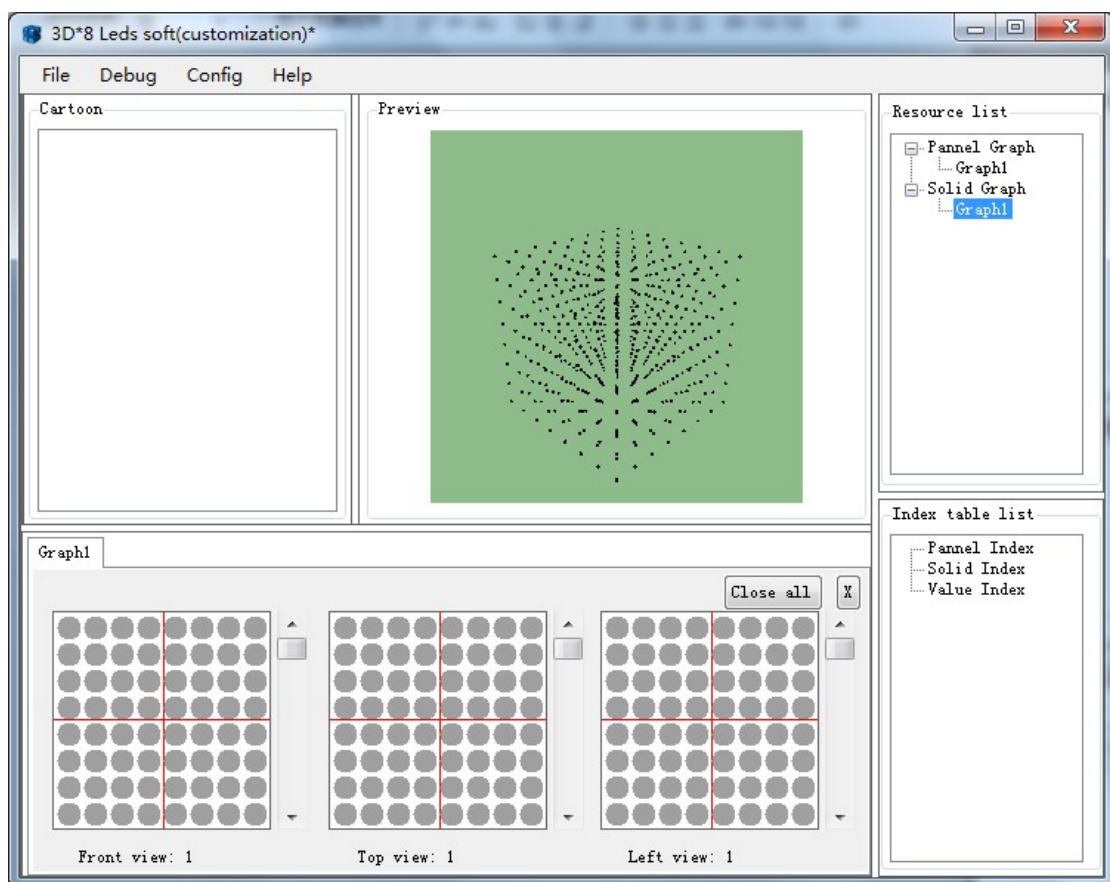 3D*8 Leds soft(customization)*
File Debug Config Help
Cartoon
Preview
Resource list
Pannel Graph
Graph1
Solid Graph
Graph1
Index table list
Pannel Index
Solid Index
Value Index
Graph1
Close all X
Front view: 1
Top view: 1
Left view: 1